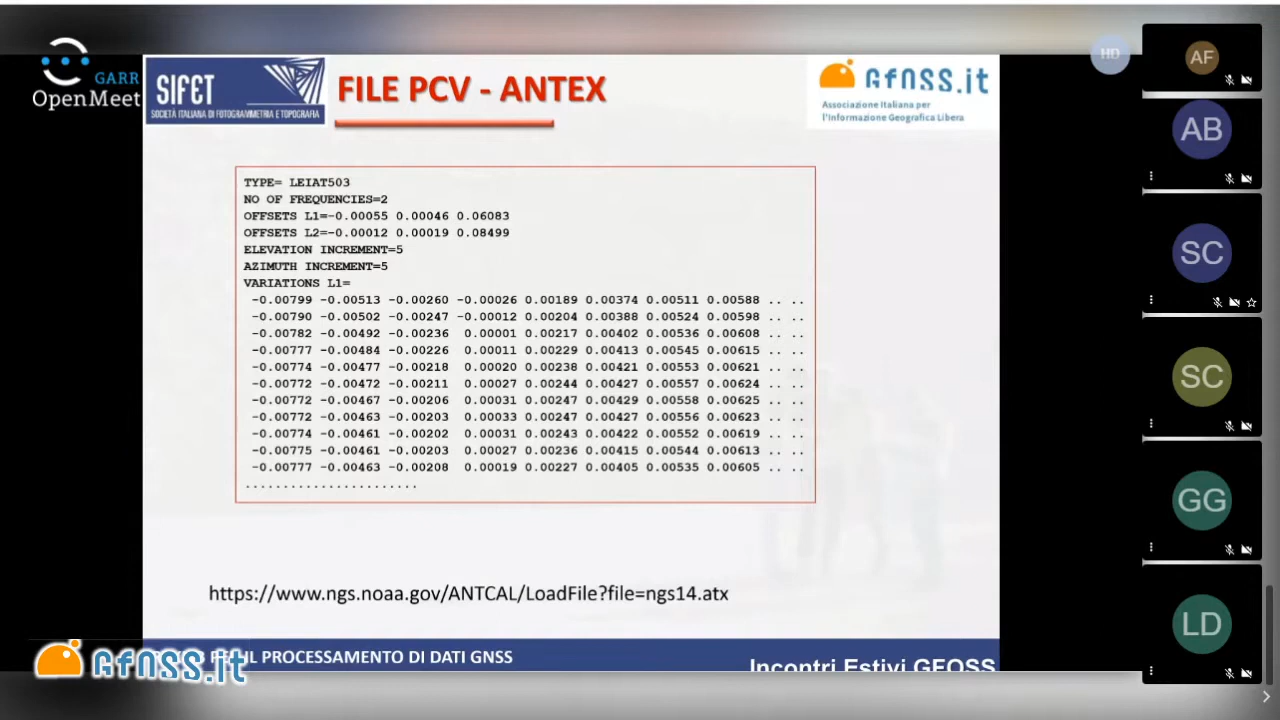 GARR
OpenMeet
SIFET
SOCIETÀ ITALIANA DI FOTOGRAMMETRIA E TOPOGRAFIA
FILE PCV - ANTEX
GFOSS.it
Associazione Italiana per
l'Informazione Geografica Libera
HD
AF
AB
SC
SC
GG
LD
TYPE= LEIAT503
NO OF FREQUENCIES=2
OFFSETS L1=-0.00055 0.00046 0.06083
OFFSETS L2=-0.00012 0.00019 0.08499
ELEVATION INCREMENT=5
AZIMUTH INCREMENT=5
VARIATIONS L1=
-0.00799 -0.00513 -0.00260 -0.00026 0.00189 0.00374 0.00511 0.00588 .. ..
-0.00790 -0.00502 -0.00247 -0.00012 0.00204 0.00388 0.00524 0.00598 .. ..
-0.00782 -0.00492 -0.00236 0.00001 0.00217 0.00402 0.00536 0.00608 .. ..
-0.00777 -0.00484 -0.00226 0.00011 0.00229 0.00413 0.00545 0.00615 .. ..
-0.00774 -0.00477 -0.00218 0.00020 0.00238 0.00421 0.00553 0.00621 .. ..
-0.00772 -0.00472 -0.00211 0.00027 0.00244 0.00427 0.00557 0.00624 .. ..
-0.00772 -0.00467 -0.00206 0.00031 0.00247 0.00429 0.00558 0.00625 .. ..
-0.00772 -0.00463 -0.00203 0.00033 0.00247 0.00427 0.00556 0.00623 .. ..
-0.00774 -0.00461 -0.00202 0.00031 0.00243 0.00422 0.00552 0.00619 .. ..
-0.00775 -0.00461 -0.00203 0.00027 0.00236 0.00415 0.00544 0.00613 .. ..
-0.00777 -0.00463 -0.00208 0.00019 0.00227 0.00405 0.00535 0.00605 .. ..
.......................
https://www.ngs.noaa.gov/ANTCAL/LoadFile?file=ngs14.atx
IL PROCESSAMENTO DI DATI GNSS
Incontri Estivi GFOSS
GFOSS.it